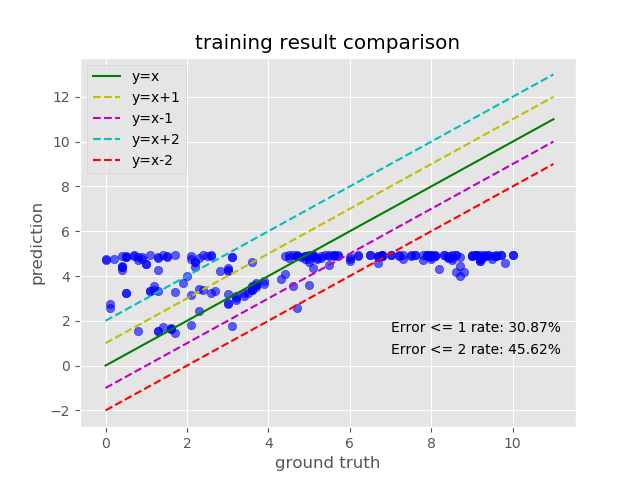 training result comparison
y=x
y=x+1
y=x-1
y=x+2
y=x-2
12
10
8
6
4
2
0
−2
prediction
Error <= 1 rate: 30.87%
Error <= 2 rate: 45.62%
0 2 4 6 8 10
ground truth